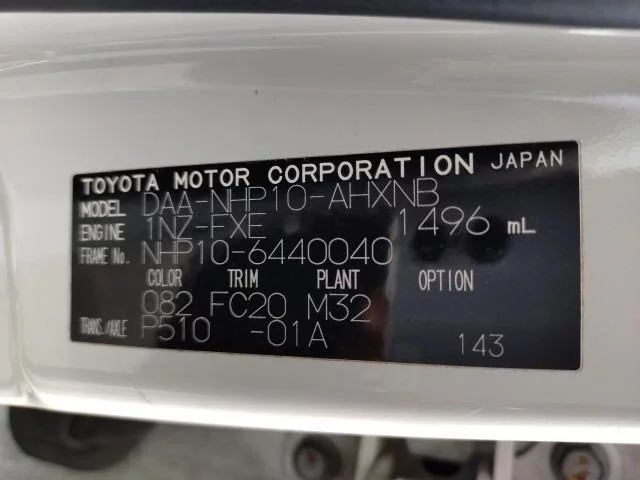 TOYOTA MOTOR CORPORATION JAPAN
MODEL DAA-NHP10-AHXNB
ENGINE 1NZ-FXE 1496 mL
FRAME No. NHP10-6440040
COLOR TRIM PLANT OPTION
082 FC20 M32
TRANS./AXLE P510 -01A
143